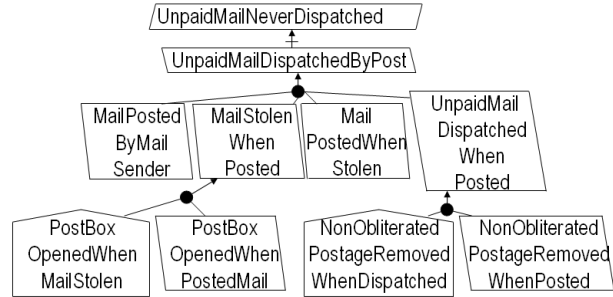 UnpaidMailNeverDispatched
UnpaidMailDispatchedByPost
MailPosted
ByMail
Sender
MailStolen
When
Posted
Mail
PostedWhen
Stolen
UnpaidMail
Dispatched
When
Posted
PostBox
OpenedWhen
MailStolen
PostBox
OpenedWhen
PostedMail
NonObliterated
PostageRemoved
WhenDispatched
NonObliterated
PostageRemoved
WhenPosted